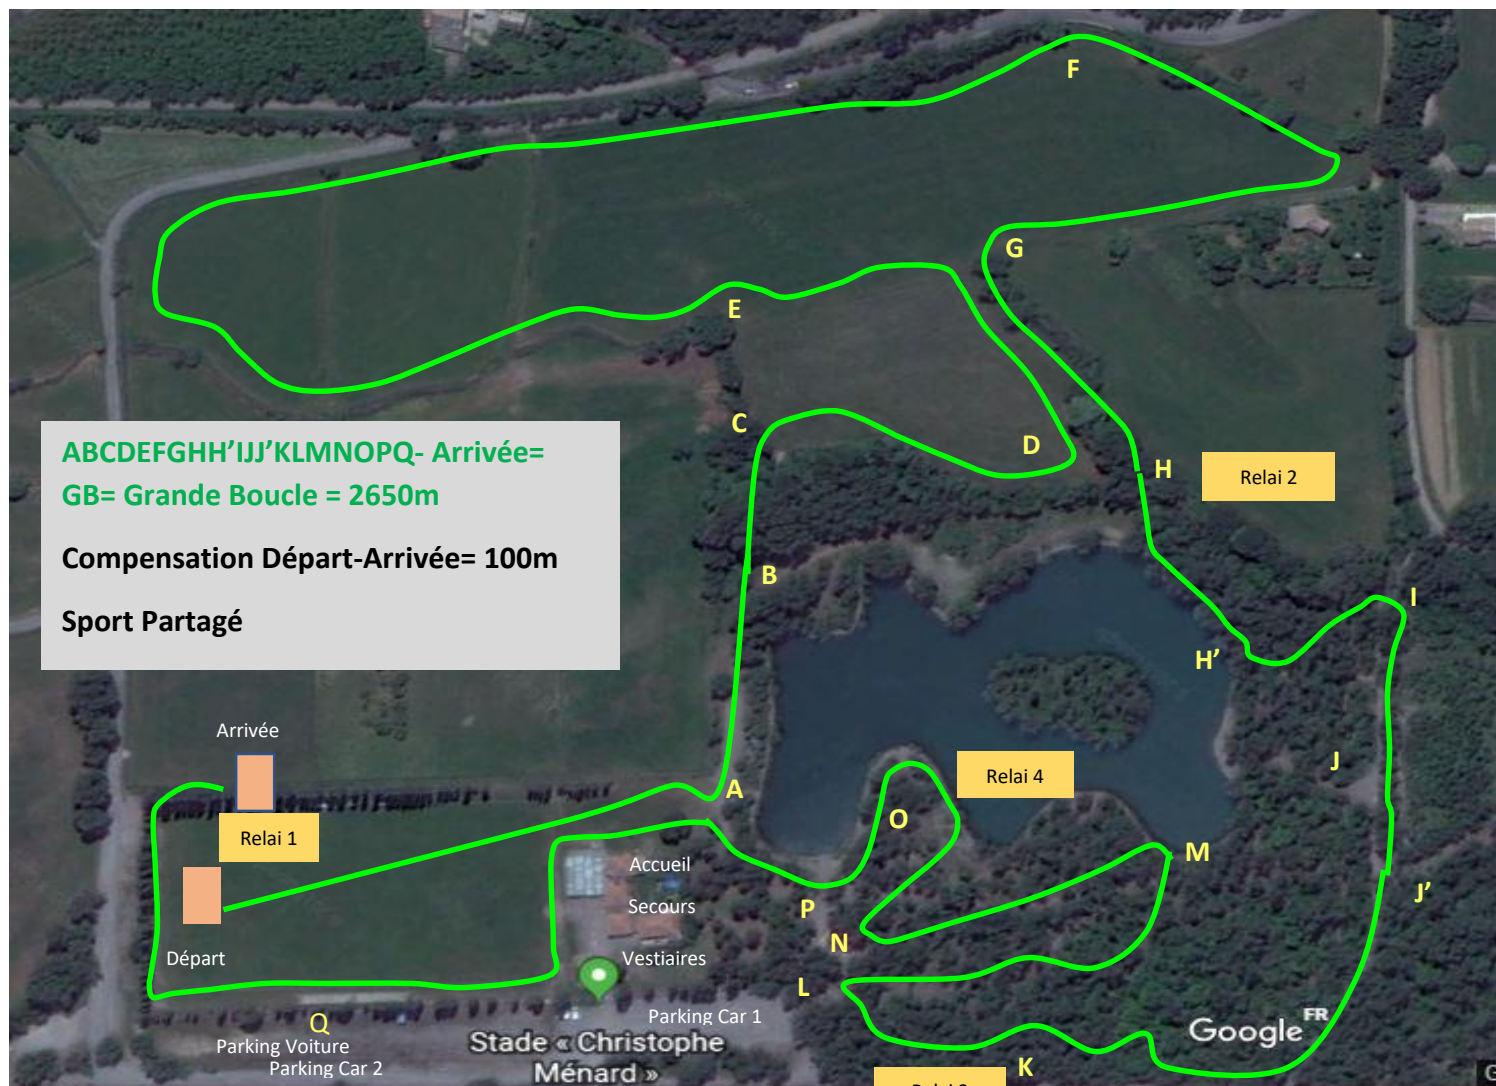 F
G
E
C
D
ABCDEFGHH’IJJ’KLMNOPQ- Arrivée=
GB= Grande Boucle = 2650m
Compensation Départ-Arrivée= 100m
Sport Partagé
H
Relai 2
B
I
H’
Arrivée
J
Relai 4
A
O
Relai 1
M
Accueil
J’
P
Secours
N
Départ
Vestiaires
L
Q
Parking Car 1
Parking Voiture
Parking Car 2
Stade « Christophe
Ménard »
Google
FR
K